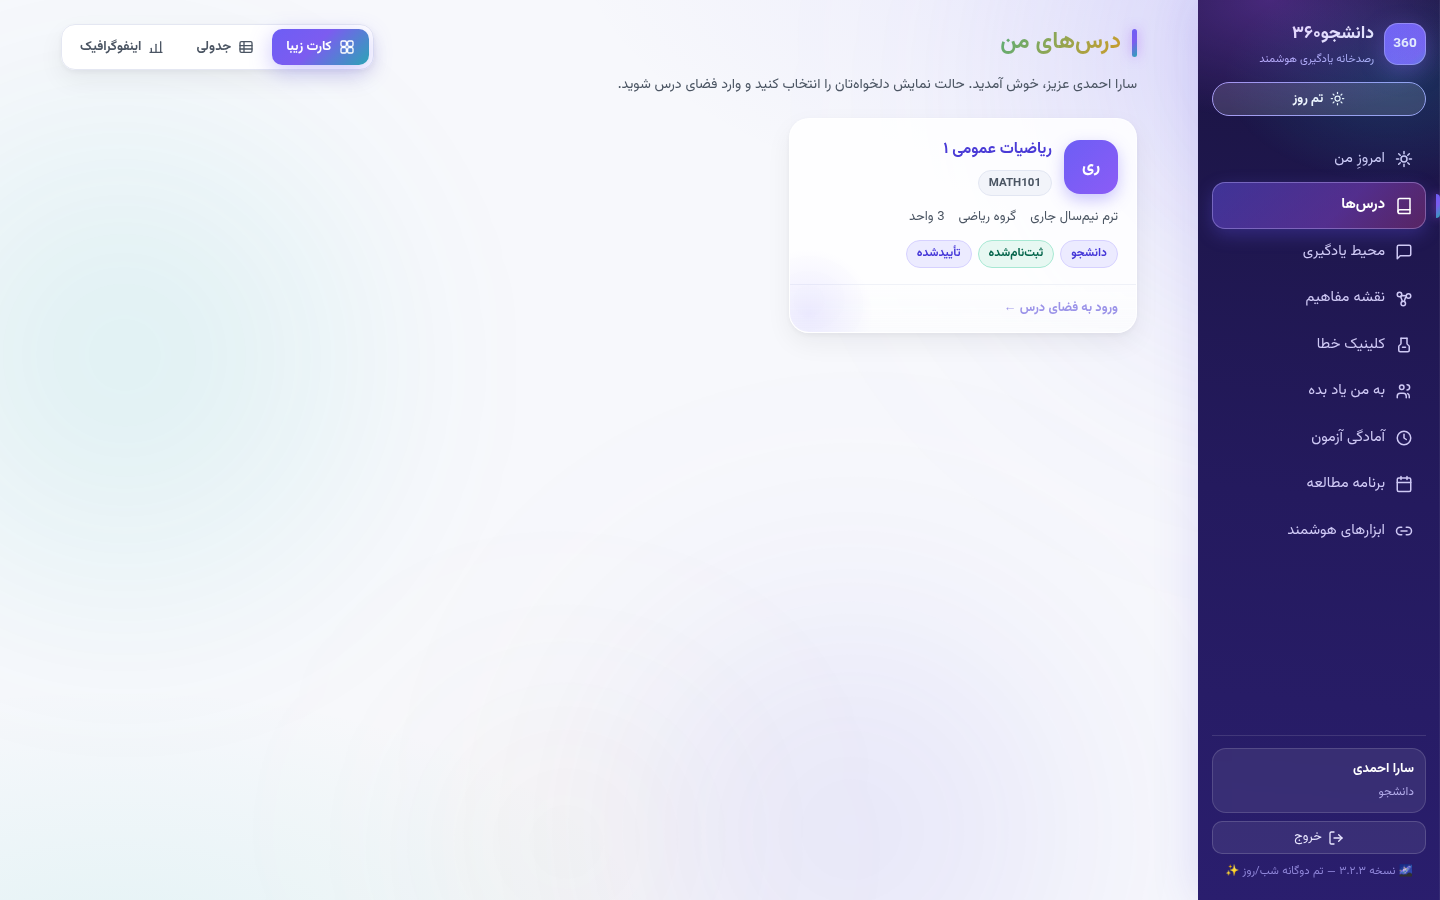 360
دانشجو۳۶۰
رصدخانه یادگیری هوشمند
تم روز
امروزِ من
درس‌ها
محیط یادگیری
نقشه مفاهیم
کلینیک خطا
به من یاد بده
آمادگی آزمون
برنامه مطالعه
ابزارهای هوشمند
سارا احمدی
دانشجو
خروج
🌌 نسخه ۳.۲.۳ — تم دوگانه شب/روز ✨
درس‌های من
سارا احمدی عزیز، خوش آمدید. حالت نمایش دلخواه‌تان را انتخاب کنید و وارد فضای درس شوید.
کارت زیبا
جدولی
اینفوگرافیک
ری
ریاضیات عمومی ۱
MATH101
ترم نیم‌سال جاری گروه ریاضی 3 واحد
دانشجو ثبت‌نام‌شده تأییدشده
ورود به فضای درس ←